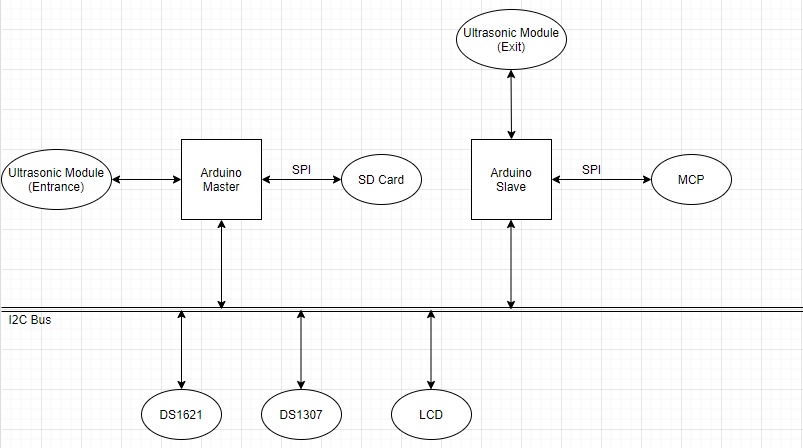 Ultrasonic Module
(Exit)
Ultrasonic Module
(Entrance)
Arduino
Master
SPI
SD Card
Arduino
Slave
SPI
MCP
I2C Bus
DS1621
DS1307
LCD